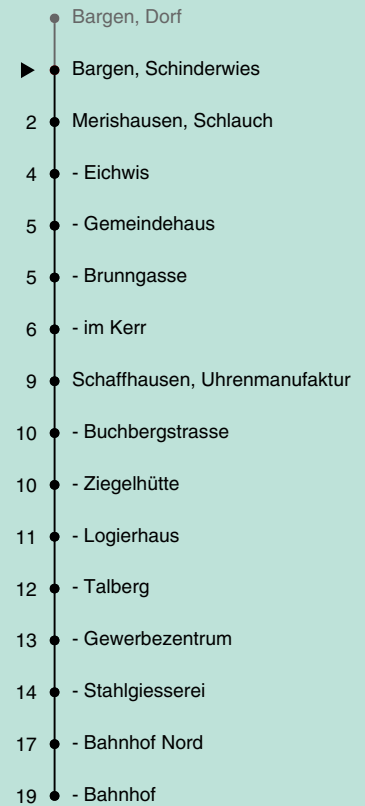 Bargen, Dorf
Bargen, Schinderwies
2 Merishausen, Schlauch
4 - Eichwis
5 - Gemeindehaus
5 - Brunngasse
6 - im Kerr
9 Schaffhausen, Uhrenmanufaktur
10 - Buchbergstrasse
10 - Ziegelhütte
11 - Logierhaus
12 - Talberg
13 - Gewerbezentrum
14 - Stahlgiesserei
17 - Bahnhof Nord
19 - Bahnhof